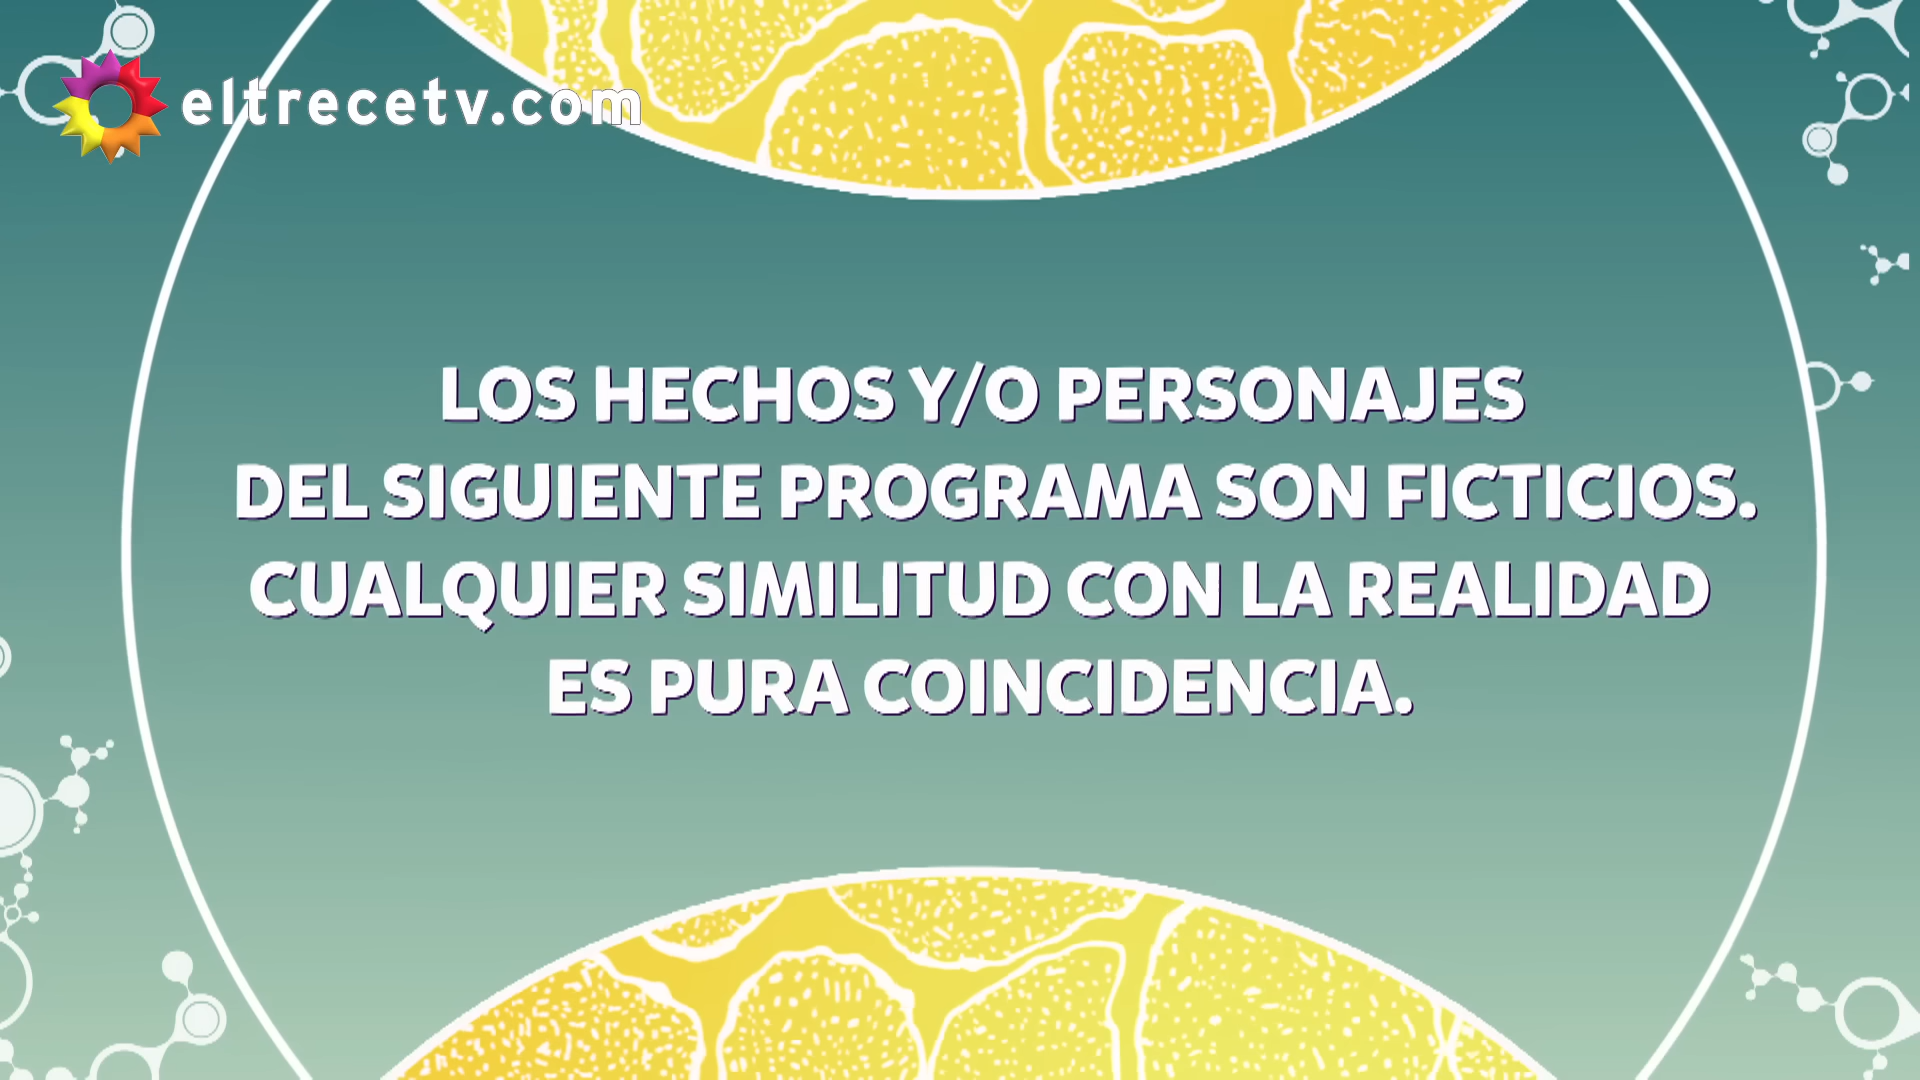 eltrecetv.com
LOS HECHOS Y/O PERSONAJES
DEL SIGUIENTE PROGRAMA SON FICTICIOS.
CUALQUIER SIMILITUD CON LA REALIDAD
ES PURA COINCIDENCIA.